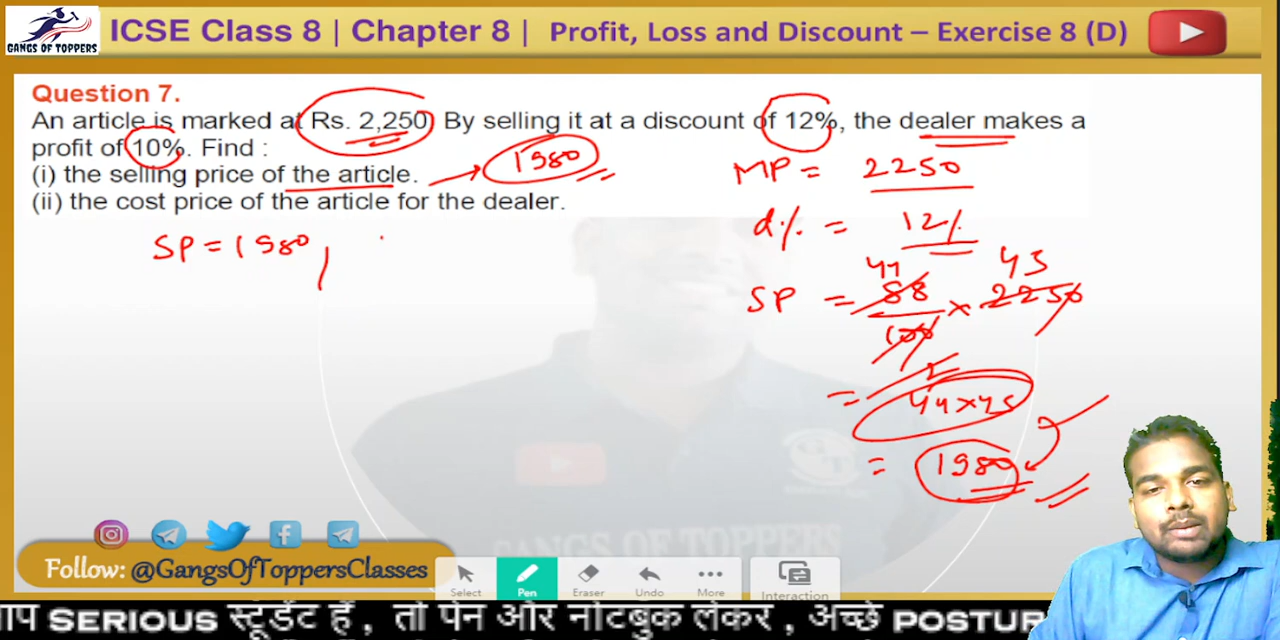 GANGS OF TOPPERS
ICSE Class 8 | Chapter 8 | Profit, Loss and Discount – Exercise 8 (D)
Question 7.
An article is marked at Rs. 2,250. By selling it at a discount of 12%, the dealer makes a
profit of 10%. Find :
(i) the selling price of the article. → 1980
(ii) the cost price of the article for the dealer.
SP = 1980,
MP = 2250
d% = 12%
44 45
SP = 88/100 × 2250
2
= 44×45
= 1980
GANGS OF TOPPERS
Follow: @GangsOfToppersClasses
Select Pen Eraser Undo More Interaction
SERIOUS स्टूडेंट हैं , तो पेन और नोटबुक लेकर , अच्छे POSTUR